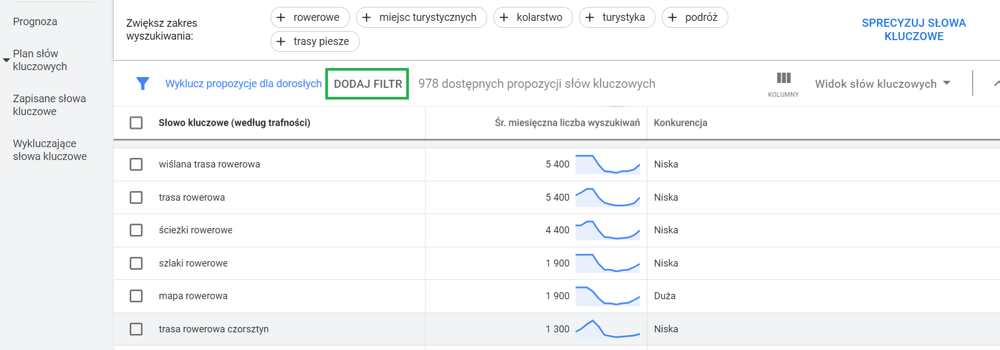 Prognoza
Plan słów
kluczowych
Zapisane słowa
kluczowe
Wykluczające
słowa kluczowe
Zwiększ zakres
wyszukiwania:
rowerowe
miejsc turystycznych
kolarstwo
turystyka
podróż
trasy piesze
SPRECYZUJ SŁOWA
KLUCZOWE
Wyklucz propozycje dla dorosłych
DODAJ FILTR
978 dostępnych propozycji słów kluczowych
KOLUMNY
Widok słów kluczowych
Słowo kluczowe (według trafności)
Śr. miesięczna liczba wyszukiwań
Konkurencja
wiślana trasa rowerowa 5 400 Niska
trasa rowerowa 5 400 Niska
ścieżki rowerowe 4 400 Niska
szlaki rowerowe 1 900 Niska
mapa rowerowa 1 900 Duża
trasa rowerowa czorsztyn 1 300 Niska